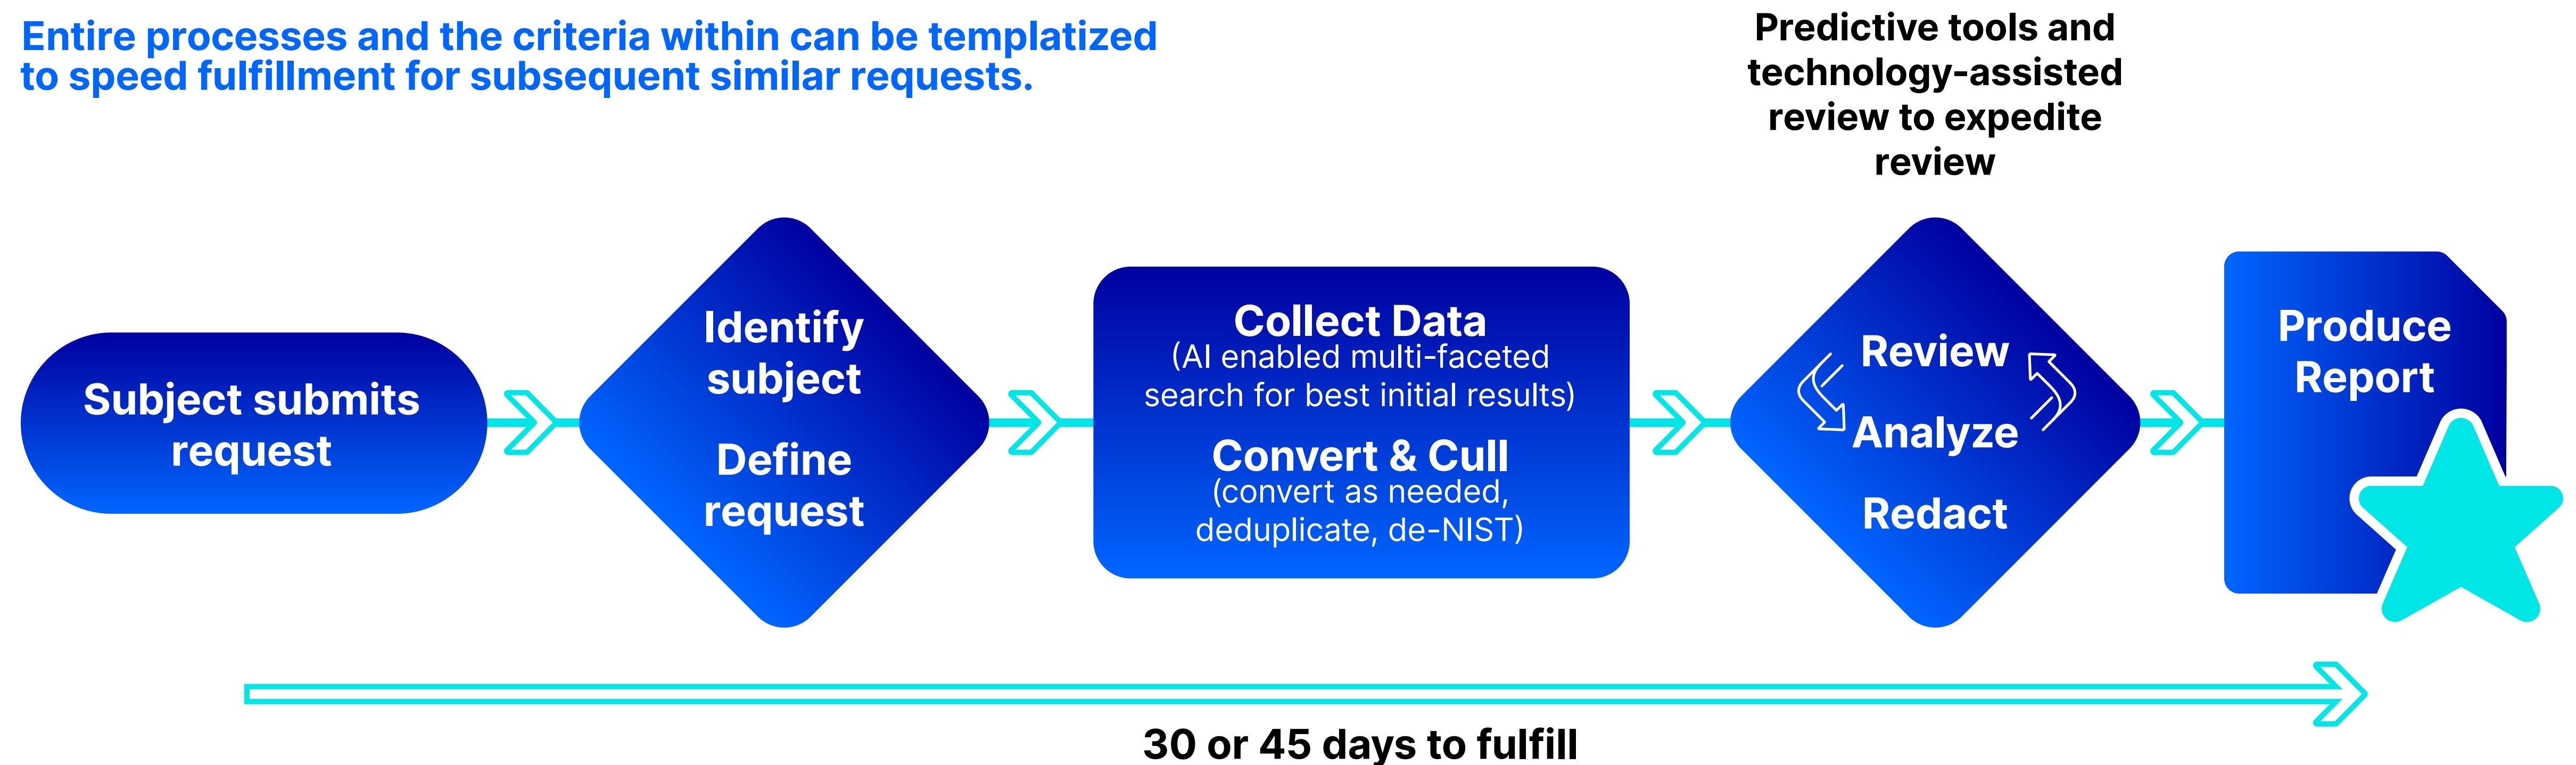 Entire processes and the criteria within can be templatized
to speed fulfillment for subsequent similar requests.
Predictive tools and
technology-assisted
review to expedite
review
Subject submits
request
Identify
subject
Define
request
Collect Data
(AI enabled multi-faceted
search for best initial results)
Convert & Cull
(convert as needed,
deduplicate, de-NIST)
Review
Analyze
Redact
Produce
Report
30 or 45 days to fulfill